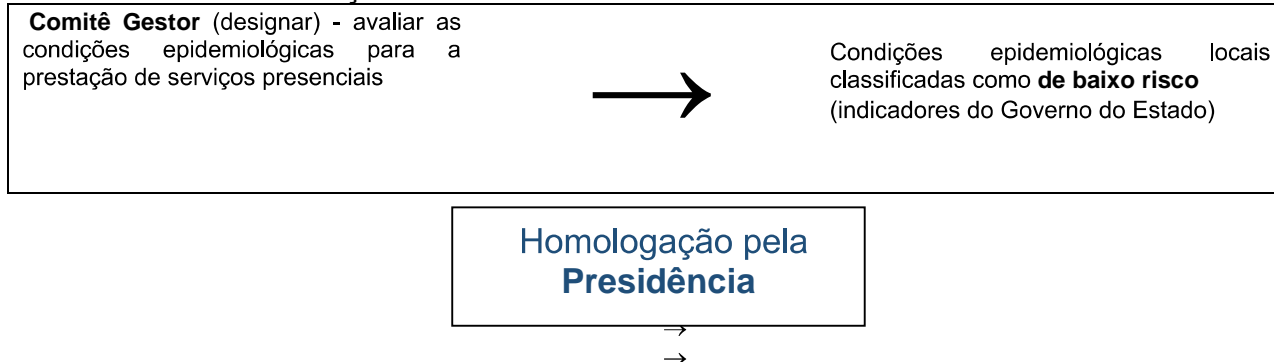 Comitê Gestor (designar) - avaliar as
condições epidemiológicas para a
prestação de serviços presenciais
→
Condições epidemiológicas locais
classificadas como de baixo risco
(indicadores do Governo do Estado)
Homologação pela
Presidência
→
→